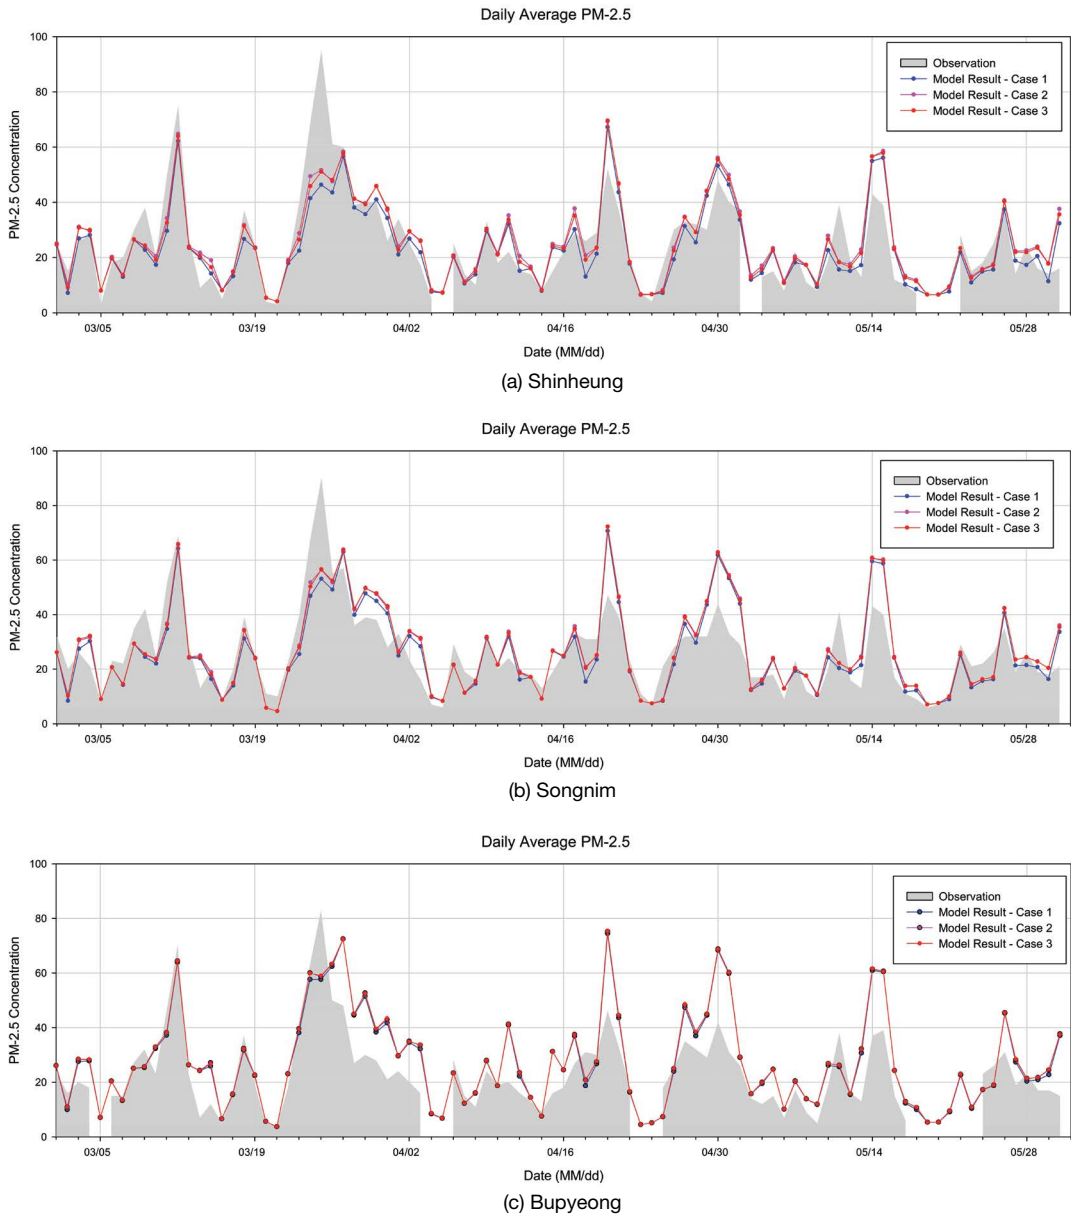 Daily Average PM-2.5
100
80
60
40
20
0
PM-2.5 Concentration
Observation
Model Result - Case 1
Model Result - Case 2
Model Result - Case 3
03/05 03/19 04/02 04/16 04/30 05/14 05/28
Date (MM/dd)
(a) Shinheung
Daily Average PM-2.5
100
80
60
40
20
0
PM-2.5 Concentration
Observation
Model Result - Case 1
Model Result - Case 2
Model Result - Case 3
03/05 03/19 04/02 04/16 04/30 05/14 05/28
Date (MM/dd)
(b) Songnim
Daily Average PM-2.5
100
80
60
40
20
0
PM-2.5 Concentration
Observation
Model Result - Case 1
Model Result - Case 2
Model Result - Case 3
03/05 03/19 04/02 04/16 04/30 05/14 05/28
Date (MM/dd)
(c) Bupyeong